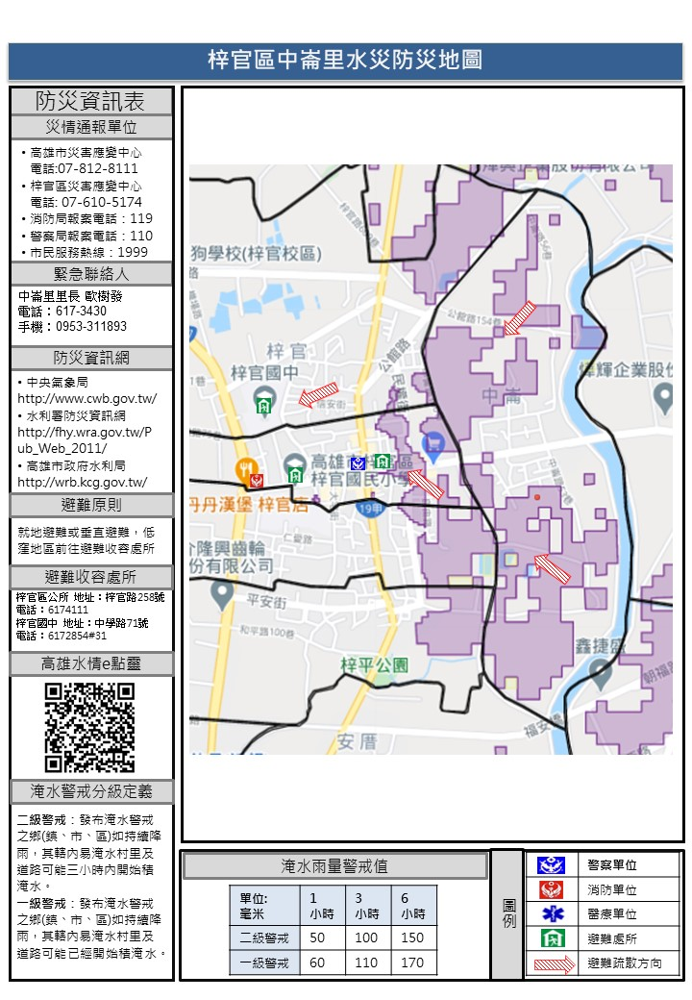 梓官區中崙里水災防災地圖
防災資訊表
災情通報單位
• 高雄市災害應變中心
電話:07-812-8111
• 梓官區災害應變中心
電話: 07-610-5174
• 消防局報案電話：119
• 警察局報案電話：110
• 市民服務熱線：1999
緊急聯絡人
中崙里里長 歐樹發
電話：617-3430
手機：0953-311893
防災資訊網
• 中央氣象局
http://www.cwb.gov.tw/
• 水利署防災資訊網
http://fhy.wra.gov.tw/P
ub_Web_2011/
• 高雄市政府水利局
http://wrb.kcg.gov.tw/
避難原則
就地避難或垂直避難，低
窪地區前往避難收容處所
避難收容處所
梓官區公所 地址：梓官路258號
電話：6174111
梓官國中 地址：中學路71號
電話：6172854#31
高雄水情e點靈
淹水警戒分級定義
二級警戒：發布淹水警戒
之鄉(鎮、市、區)如持續降
雨，其轄內易淹水村里及
道路可能三小時內開始積
淹水。
一級警戒：發布淹水警戒
之鄉(鎮、市、區)如持續降
雨，其轄內易淹水村里及
道路可能已經開始積淹水。
狗學校(梓官校區)
公館路154巷
梓官
梓官國中
公館路
信安街
中崙
燁輝企業股份
高雄市梓官區
梓官國民小學
丹丹漢堡 梓官店
19甲
仁愛路
介隆興齒輪
份有限公司
平安街
和平路100巷
梓平公園
鑫捷盛
安厝
福安橋
淹水雨量警戒值
單位: 毫米 1 小時 3 小時 6 小時
二級警戒 50 100 150
一級警戒 60 110 170
圖例
警察單位
消防單位
醫療單位
避難處所
避難疏散方向